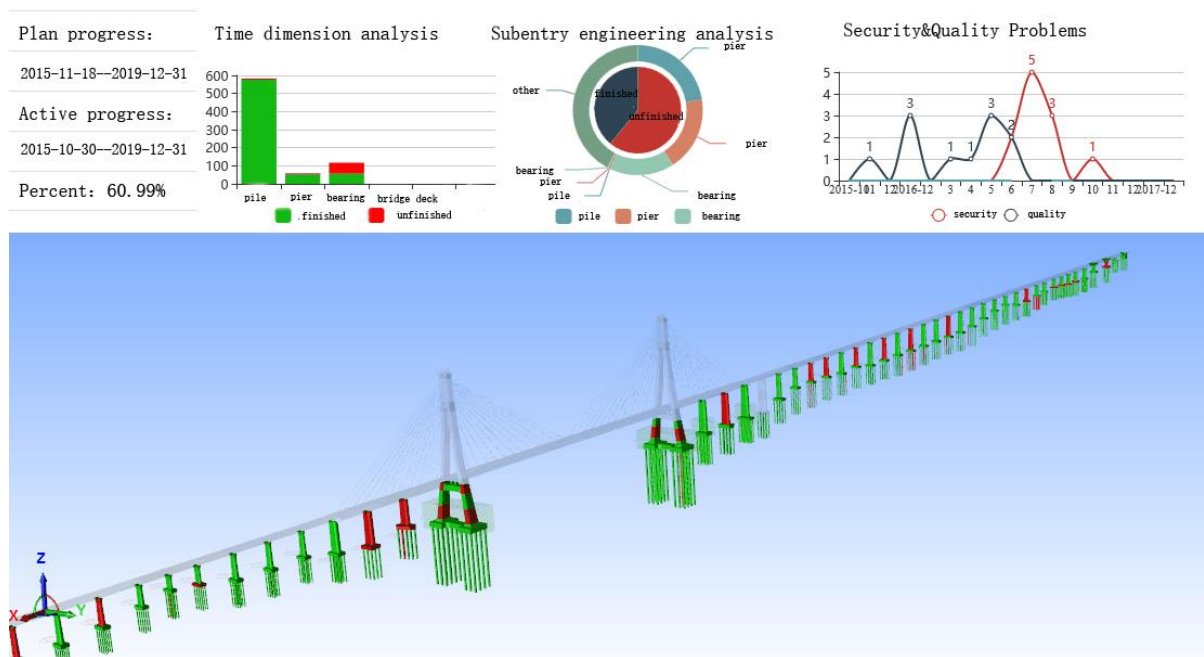 Plan progress:
2015-11-18--2019-12-31
Active progress:
2015-10-30--2019-12-31
Percent: 60.99%
Time dimension analysis
600
500
400
300
200
100
0
pile
pier
bearing
bridge deck
finished
unfinished
Subentry engineering analysis
pier
other
finished
unfinished
pier
bearing
pier
pile
bearing
pile
pier
bearing
Security&Quality Problems
5
4
3
2
1
0
1
3
1
1
3
2
5
3
1
2015-10
11
12
2016-12
3
4
5
6
7
8
9
10
11
12
2017-12
security
quality
Z
X
Y